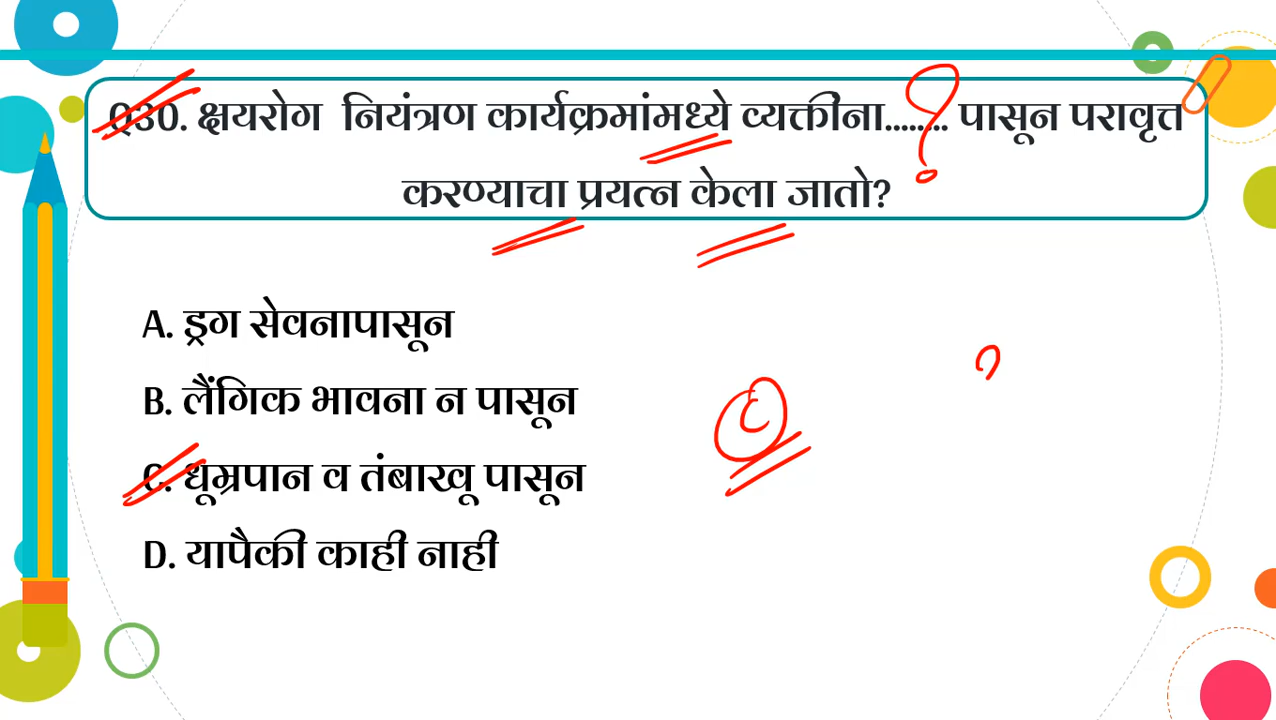 Q30. क्षयरोग नियंत्रण कार्यक्रमांमध्ये व्यक्तींना........ पासून परावृत्त
करण्याचा प्रयत्न केला जातो?
A. ड्रग सेवनापासून
B. लैंगिक भावना न पासून
C
C. धूम्रपान व तंबाखू पासून
D. यापैकी काही नाही